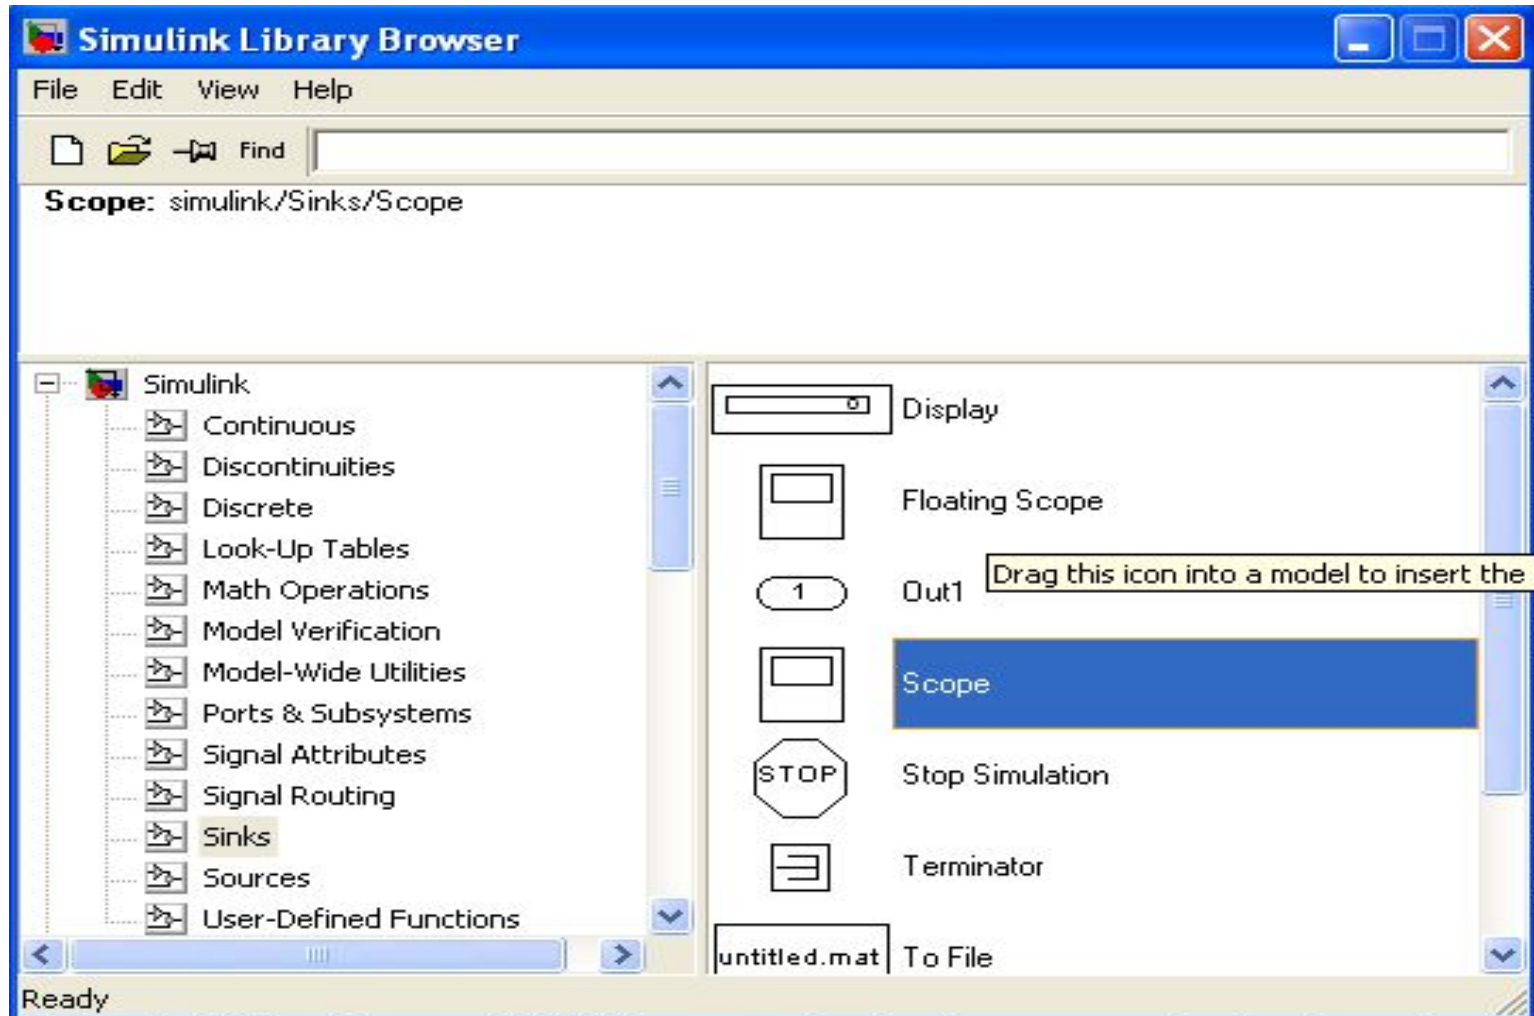 Simulink Library Browser
File Edit View Help
Find
Scope: simulink/Sinks/Scope
Simulink
Continuous
Discontinuities
Discrete
Look-Up Tables
Math Operations
Model Verification
Model-Wide Utilities
Ports & Subsystems
Signal Attributes
Signal Routing
Sinks
Sources
User-Defined Functions
Display
Floating Scope
Drag this icon into a model to insert the
1 Out1
Scope
STOP Stop Simulation
Terminator
untitled.mat To File
Ready